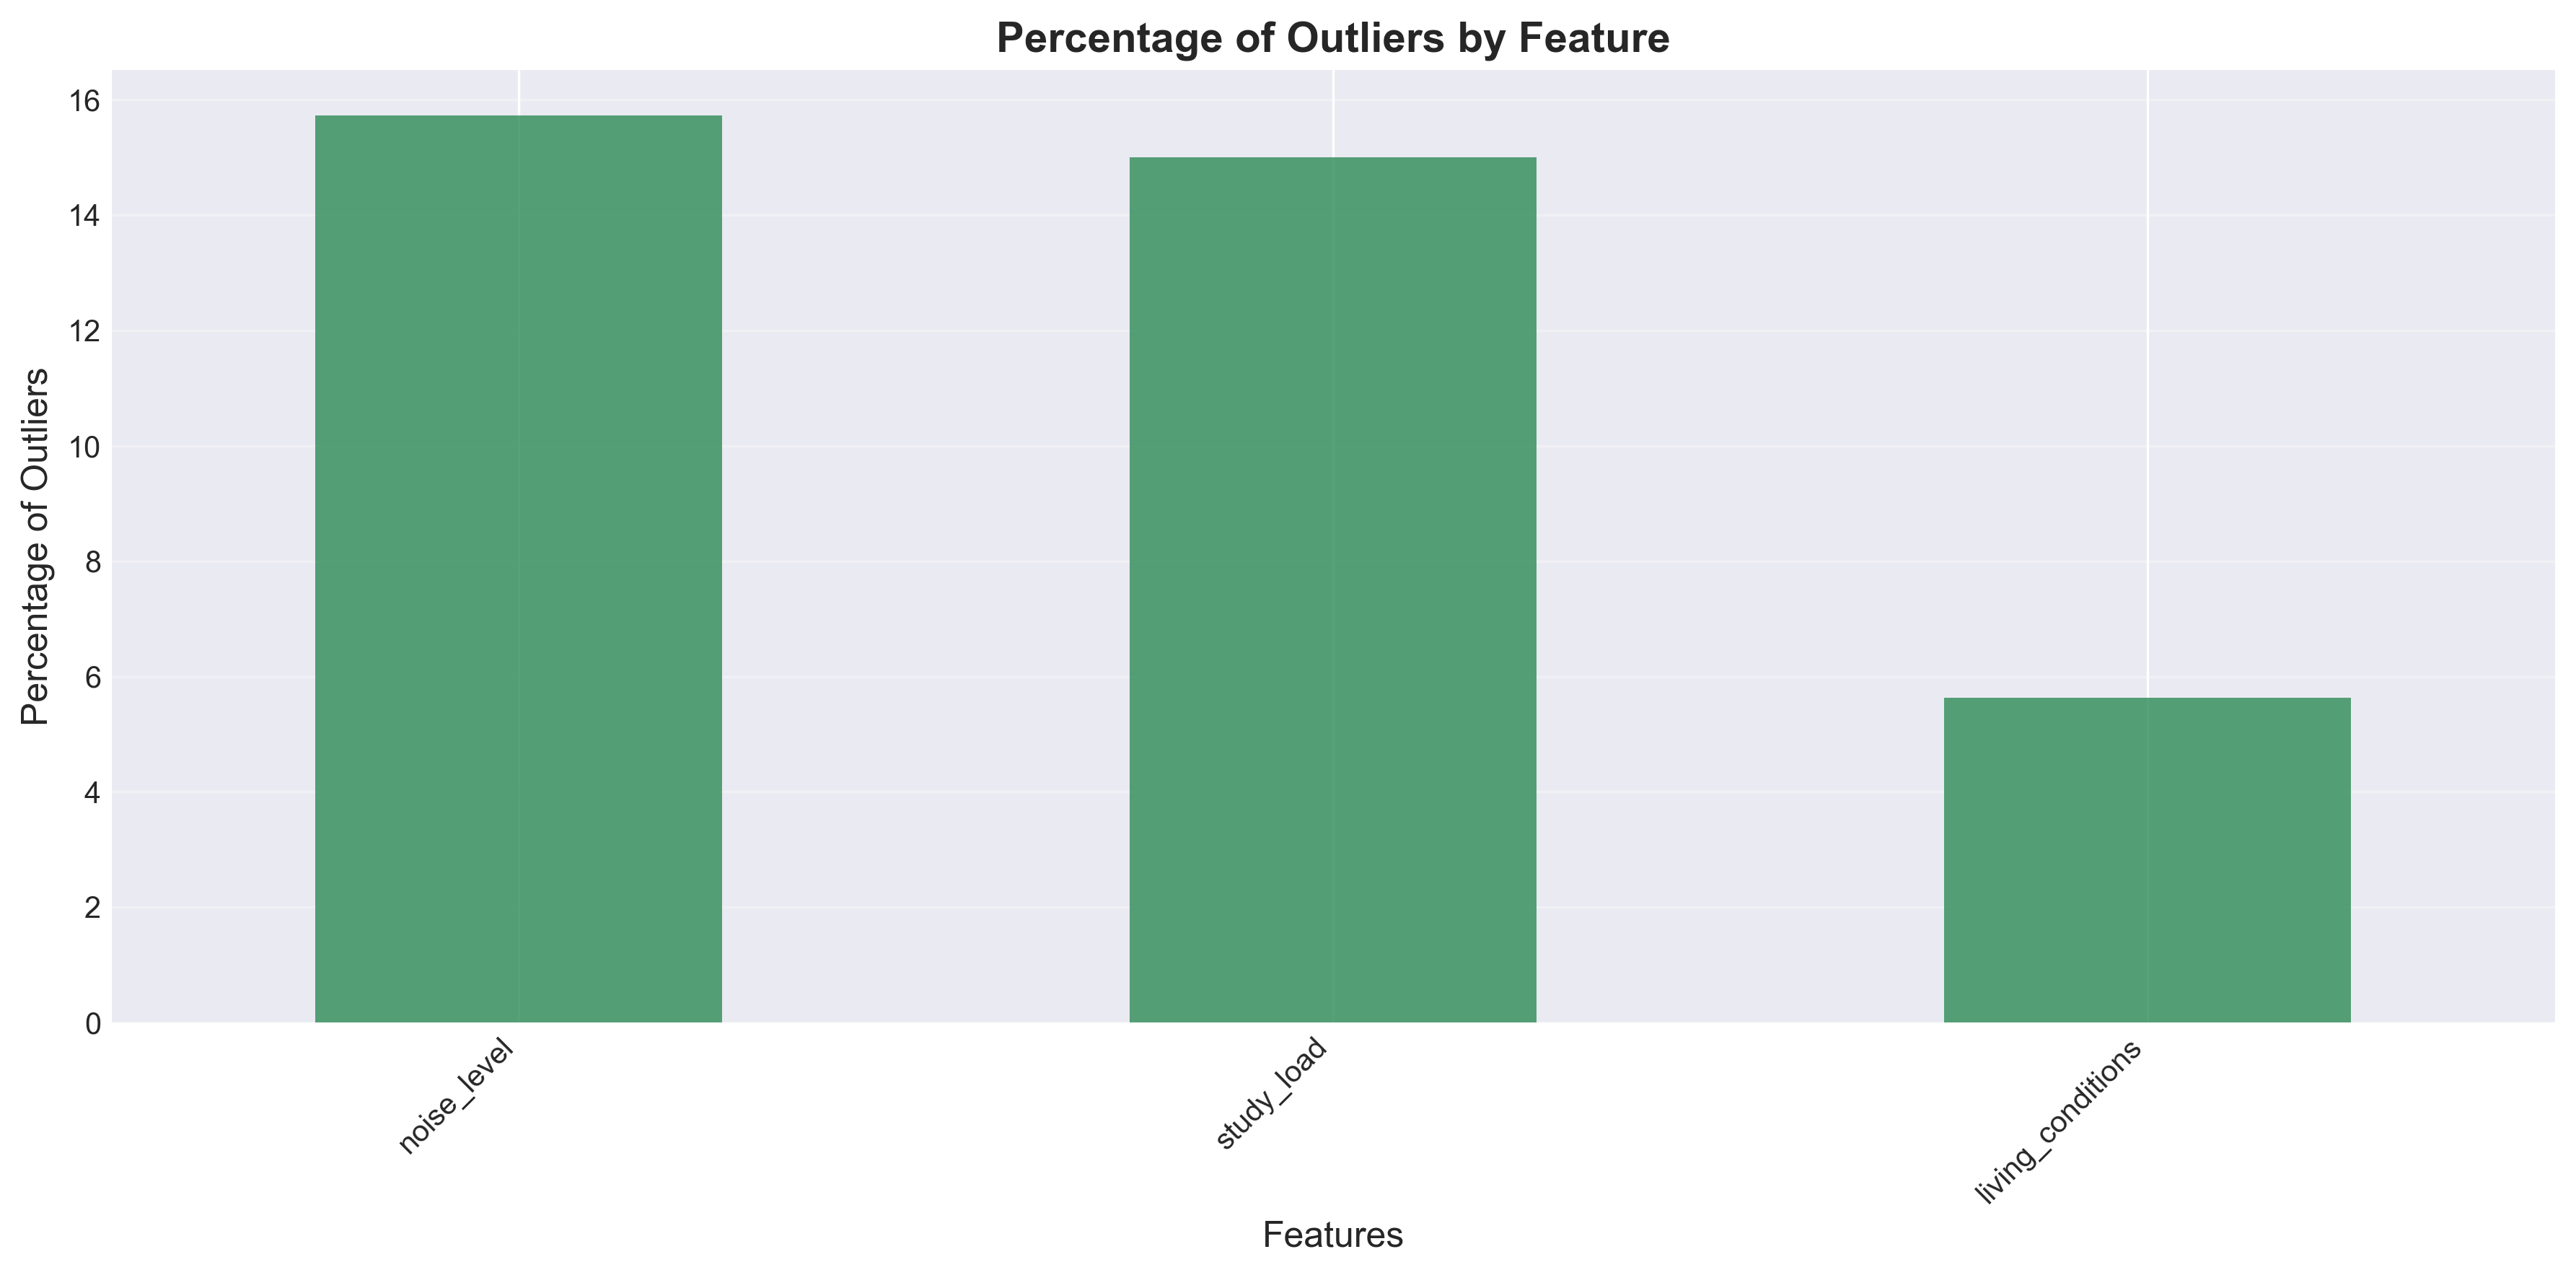 Percentage of Outliers by Feature
Percentage of Outliers
16
14
12
10
8
6
4
2
0
noise_level
study_load
living_conditions
Features